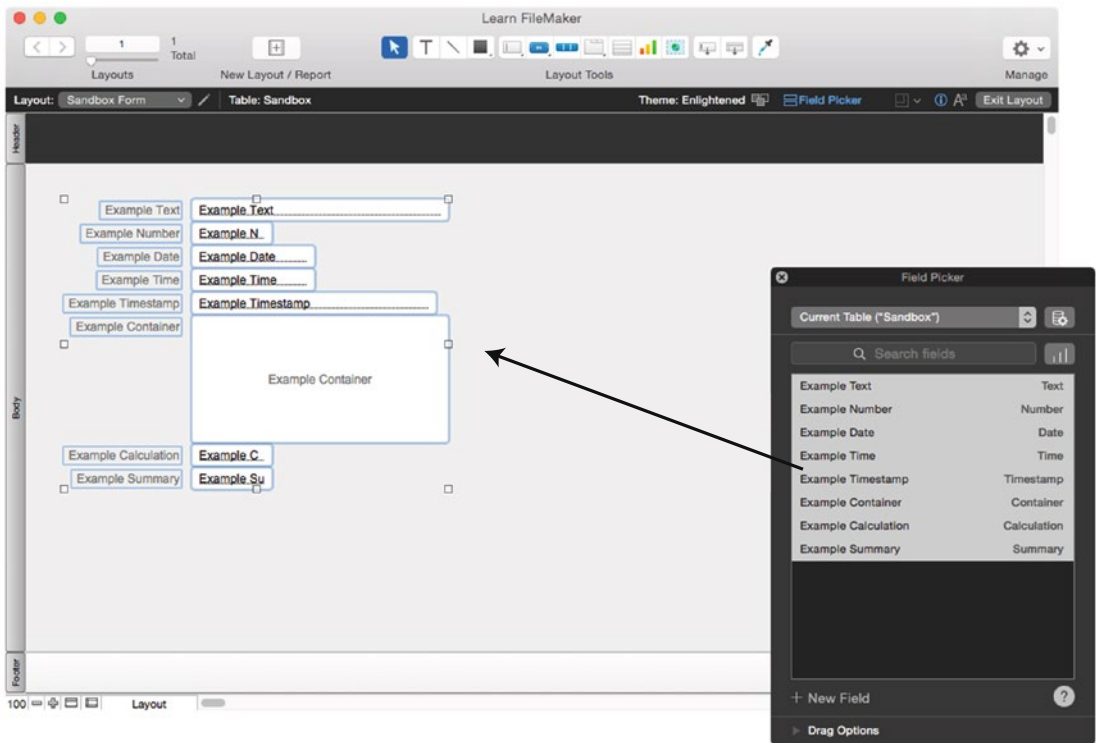 Learn FileMaker
1
1
Total
Layouts
New Layout / Report
T
Layout Tools
Manage
Layout: Sandbox Form
Table: Sandbox
Theme: Enlightened
Field Picker
Aa
Exit Layout
Header
Body
Example Text Example Text
Example Number Example N
Example Date Example Date
Example Time Example Time
Example Timestamp Example Timestamp
Example Container
Example Container
Example Calculation Example C
Example Summary Example Su
Footer
100
Layout
Field Picker
Current Table ("Sandbox")
Search fields
Example Text Text
Example Number Number
Example Date Date
Example Time Time
Example Timestamp Timestamp
Example Container Container
Example Calculation Calculation
Example Summary Summary
+ New Field
?
Drag Options